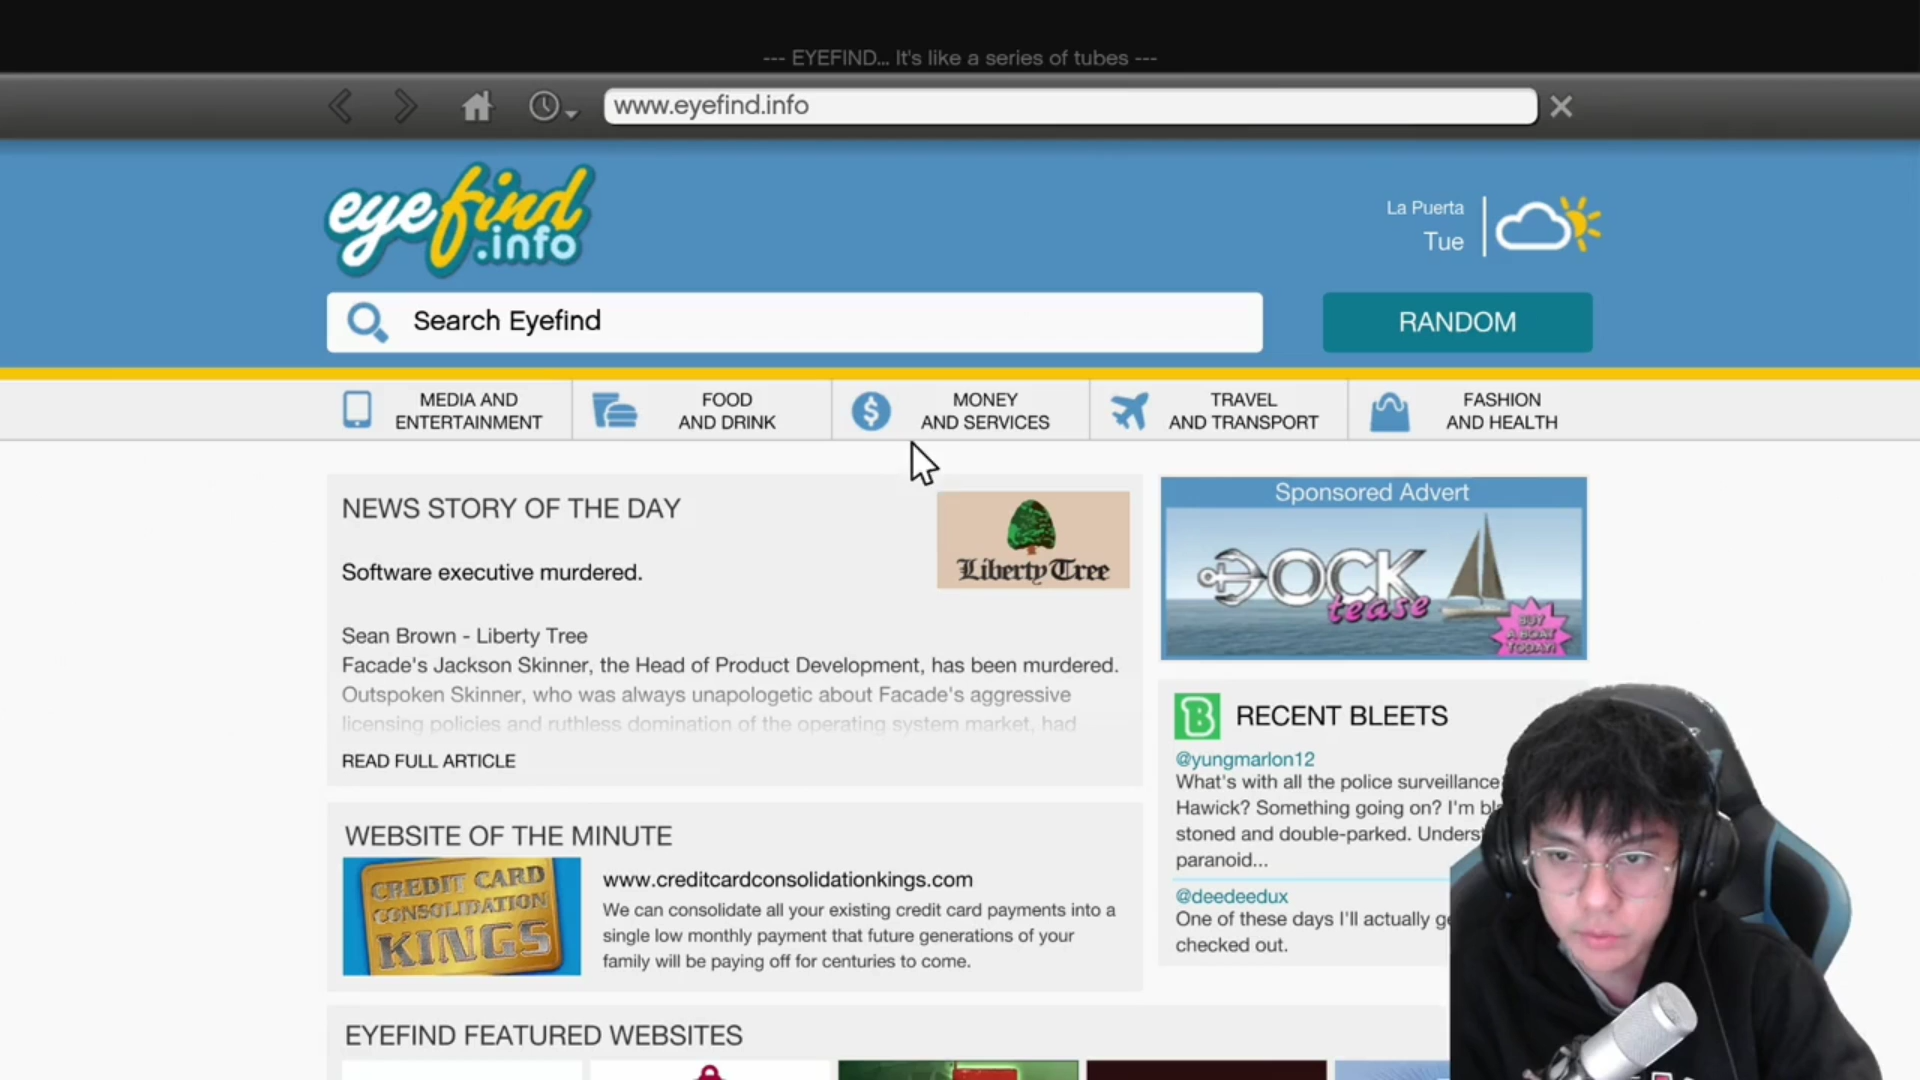 --- EYEFIND... It's like a series of tubes ---
www.eyefind.info
eyefind
.info
La Puerta
Tue
Search Eyefind
RANDOM
MEDIA AND
ENTERTAINMENT
FOOD
AND DRINK
MONEY
AND SERVICES
TRAVEL
AND TRANSPORT
FASHION
AND HEALTH
NEWS STORY OF THE DAY
Liberty Tree
Software executive murdered.
Sean Brown - Liberty Tree
Facade's Jackson Skinner, the Head of Product Development, has been murdered.
Outspoken Skinner, who was always unapologetic about Facade's aggressive
licensing policies and ruthless domination of the operating system market, had
READ FULL ARTICLE
Sponsored Advert
DOCK
tease
BUY
A BOAT
TODAY!
RECENT BLEETS
@yungmarlon12
What's with all the police surveillance
Hawick? Something going on? I'm
stoned and double-parked.
paranoid...
@deedeedux
One of these days I'll actually
checked out.
WEBSITE OF THE MINUTE
CREDIT CARD
CONSOLIDATION
KINGS
www.creditcardconsolidationkings.com
We can consolidate all your existing credit card payments into a
single low monthly payment that future generations of your
family will be paying off for centuries to come.
EYEFIND FEATURED WEBSITES